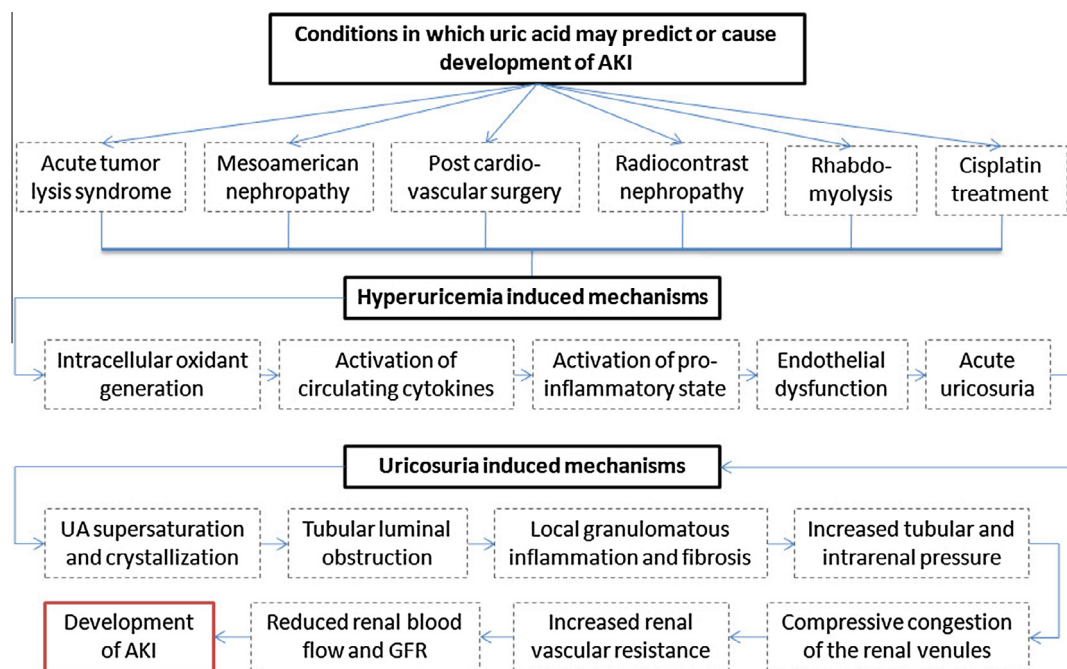 Conditions in which uric acid may predict or cause
development of AKI
Acute tumor
lysis syndrome
Mesoamerican
nephropathy
Post cardio-
vascular surgery
Radiocontrast
nephropathy
Rhabdo-
myolysis
Cisplatin
treatment
Hyperuricemia induced mechanisms
Intracellular oxidant
generation
Activation of
circulating cytokines
Activation of pro-
inflammatory state
Endothelial
dysfunction
Acute
uricosuria
Uricosuria induced mechanisms
UA supersaturation
and crystallization
Tubular luminal
obstruction
Local granulomatous
inflammation and fibrosis
Increased tubular and
intrarenal pressure
Development
of AKI
Reduced renal blood
flow and GFR
Increased renal
vascular resistance
Compressive congestion
of the renal venules